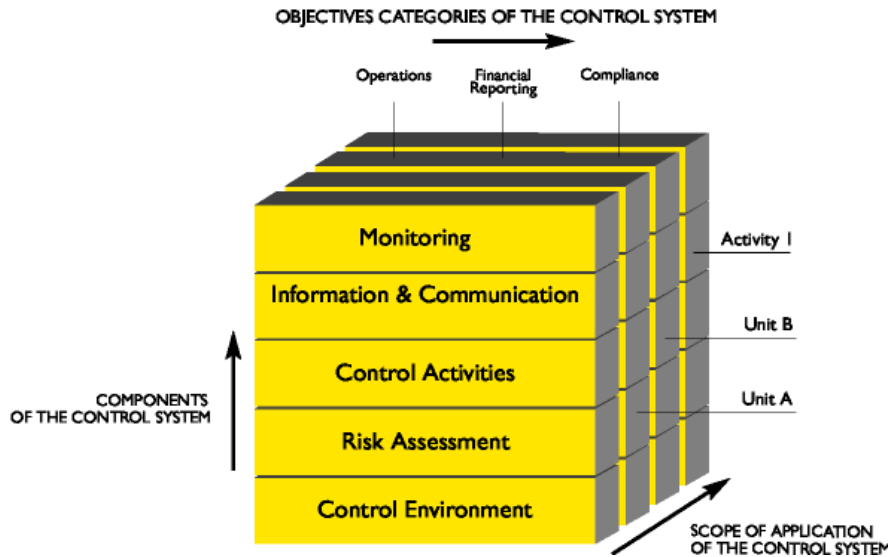 OBJECTIVES CATEGORIES OF THE CONTROL SYSTEM
Operations
Financial
Reporting
Compliance
Monitoring
Activity 1
Information & Communication
Unit B
Control Activities
COMPONENTS
OF THE CONTROL SYSTEM
Unit A
Risk Assessment
Control Environment
SCOPE OF APPLICATION
OF THE CONTROL SYSTEM